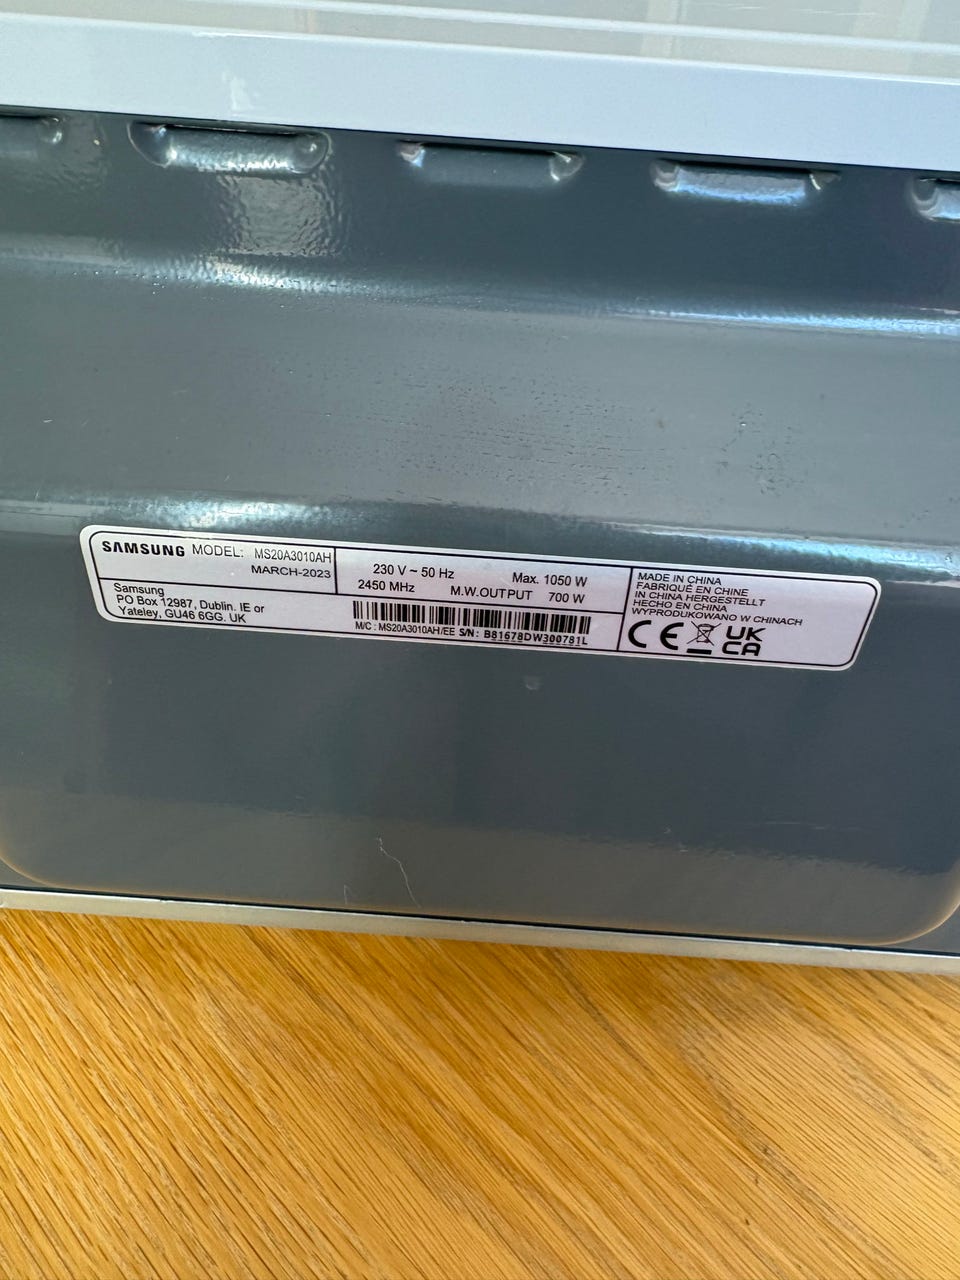 SAMSUNG MODEL: MS20A3010AH
MARCH-2023
Samsung
PO Box 12987, Dublin. IE or
Yateley, GU46 6GG. UK
230 V ~ 50 Hz Max. 1050 W
2450 MHz M.W.OUTPUT 700 W
M/C: MS20A3010AH/EE S/N: B81678DW300781L
MADE IN CHINA
FABRIQUÉ EN CHINE
IN CHINA HERGESTELLT
HECHO EN CHINA
WYPRODUKOWANO W CHINACH
CE UK
CA